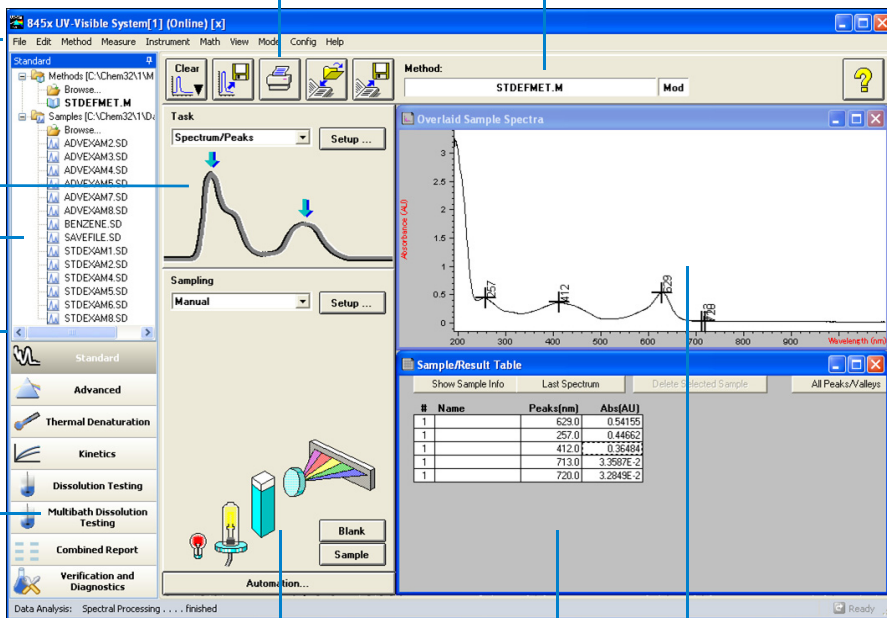 845x UV-Visible System[1] (Online) [x]
File Edit Method Measure Instrument Math View Mode Config Help
Standard
Methods [C:\Chem32\1\M
Browse...
STDEFMET.M
Samples [C:\Chem32\1\Da
Browse...
ADVEXAM2.SD
ADVEXAM3.SD
ADVEXAM4.SD
ADVEXAM5.SD
ADVEXAM7.SD
ADVEXAM8.SD
BENZENE.SD
SAVEFILE.SD
STDEXAM1.SD
STDEXAM2.SD
STDEXAM4.SD
STDEXAM5.SD
STDEXAM6.SD
STDEXAM8.SD
Standard
Advanced
Thermal Denaturation
Kinetics
Dissolution Testing
Multibath Dissolution
Testing
Combined Report
Verification and
Diagnostics
Clear
Method:
STDEFMET.M Mod
Task
Spectrum/Peaks Setup ...
Sampling
Manual Setup ...
Blank
Sample
Automation...
Overlaid Sample Spectra
Absorbance (AU)
3
2.5
2
1.5
1
0.5
0
257
412
629
720
200 300 400 500 600 700 800 900 Wavelength (nm)
Sample/Result Table
Show Sample Info Last Spectrum Delete Selected Sample All Peaks/Valleys
# Name Peaks(nm) Abs(AU)
1 629.0 0.54155
1 257.0 0.44662
1 412.0 0.36484
1 713.0 3.3587E-2
1 720.0 3.2849E-2
Data Analysis: Spectral Processing . . . . finished
Ready